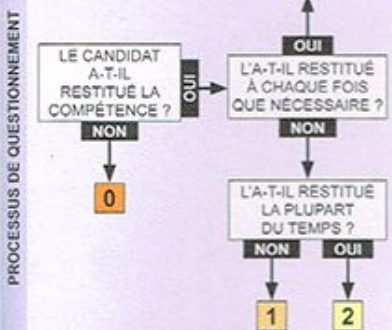 PROCESSUS DE QUESTIONNEMENT
LE CANDIDAT
A-T-IL
RESTITUÉ LA
COMPÉTENCE ?
OUI
NON
0
OUI
L'A-T-IL RESTITUÉ
À CHAQUE FOIS
QUE NÉCESSAIRE ?
NON
L'A-T-IL RESTITUÉ
LA PLUPART
DU TEMPS ?
NON OUI
1 2